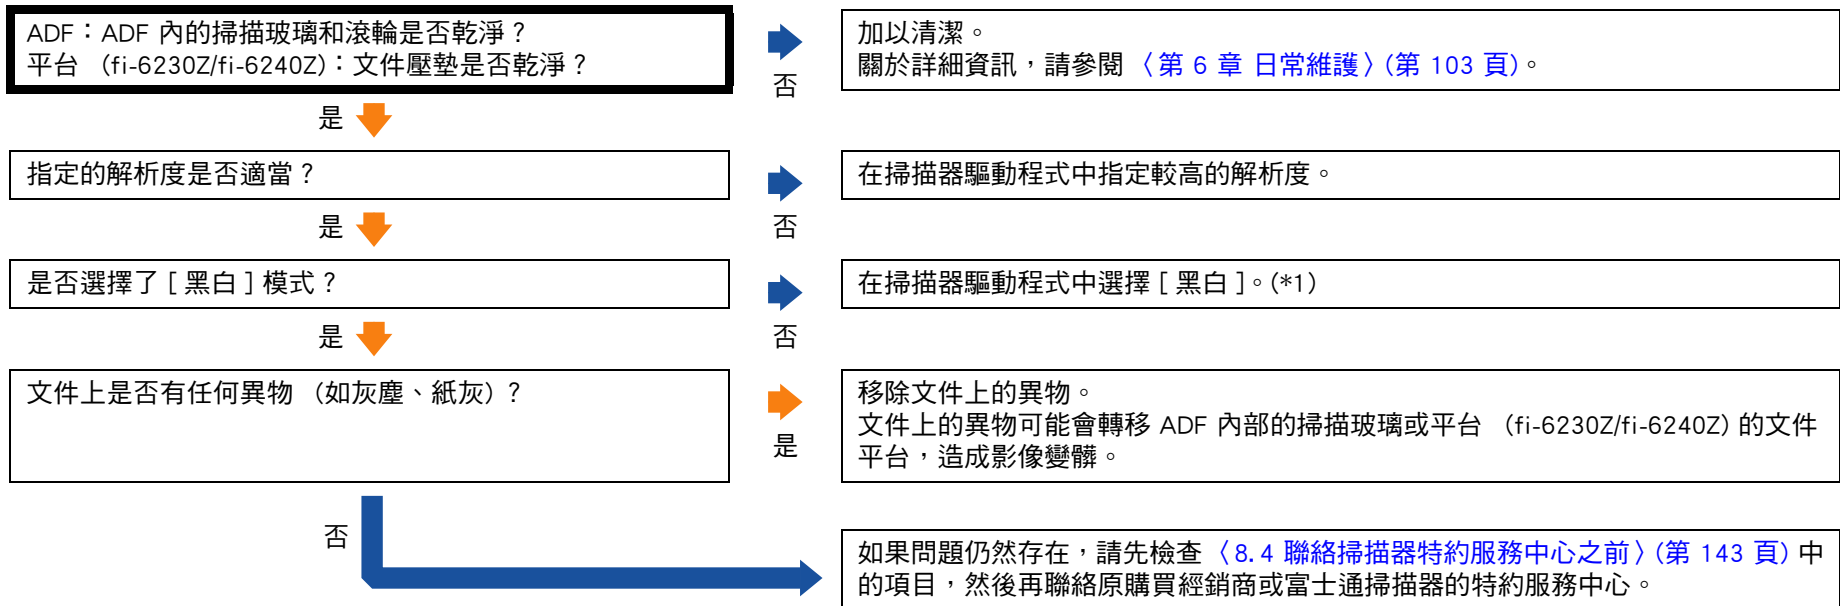 ADF：ADF 內的掃描玻璃和滾輪是否乾淨？
平台 (fi-6230Z/fi-6240Z)：文件壓墊是否乾淨？
否
加以清潔。
關於詳細資訊，請參閱〈第 6 章 日常維護〉(第 103 頁)。
是
指定的解析度是否適當？
否
在掃描器驅動程式中指定較高的解析度。
是
是否選擇了 [ 黑白 ] 模式？
否
在掃描器驅動程式中選擇 [ 黑白 ]。(*1)
是
文件上是否有任何異物 (如灰塵、紙灰)？
是
移除文件上的異物。
文件上的異物可能會轉移 ADF 內部的掃描玻璃或平台 (fi-6230Z/fi-6240Z) 的文件
平台，造成影像變髒。
否
如果問題仍然存在，請先檢查〈8.4 聯絡掃描器特約服務中心之前〉(第 143 頁) 中
的項目，然後再聯絡原購買經銷商或富士通掃描器的特約服務中心。